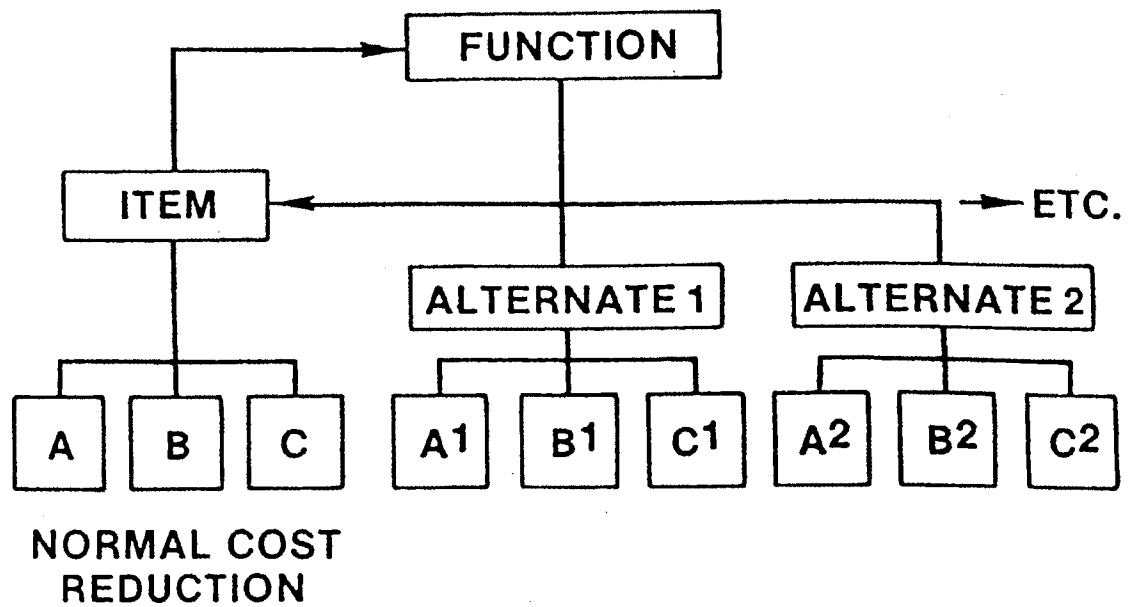 FUNCTION
ITEM
ETC.
ALTERNATE 1
ALTERNATE 2
A
B
C
A1
B1
C1
A2
B2
C2
NORMAL COST
REDUCTION